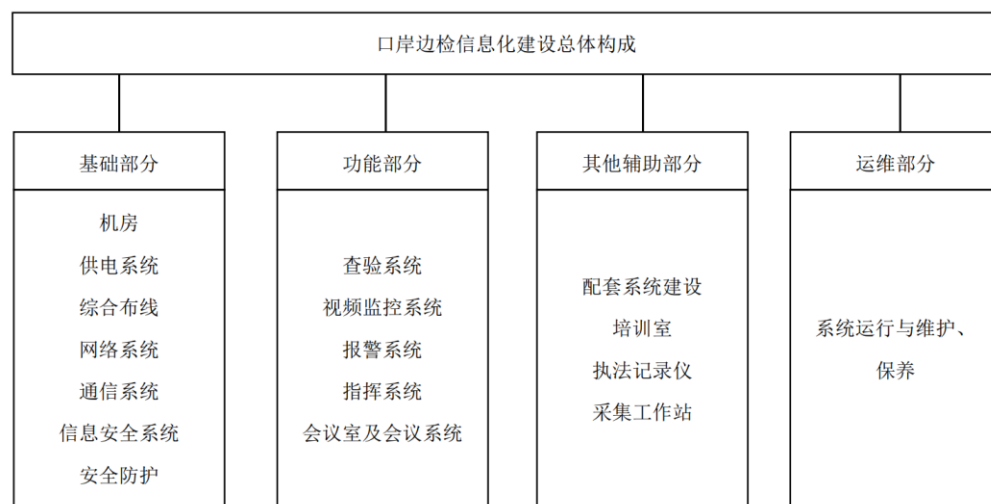 口岸边检信息化建设总体构成
基础部分
机房
供电系统
综合布线
网络系统
通信系统
信息安全系统
安全防护
功能部分
查验系统
视频监控系统
报警系统
指挥系统
会议室及会议系统
其他辅助部分
配套系统建设
培训室
执法记录仪
采集工作站
运维部分
系统运行与维护、
保养